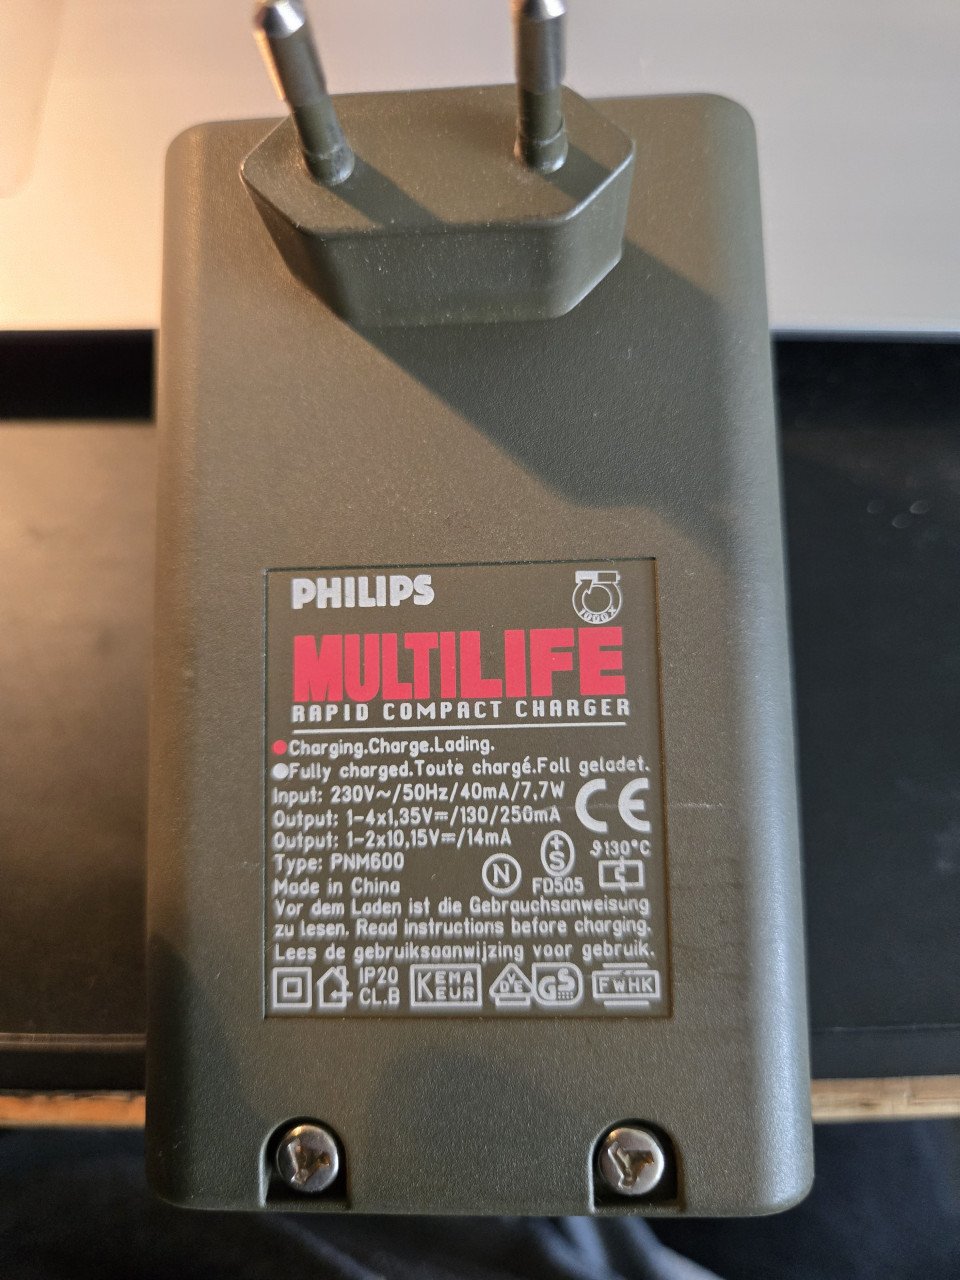 PHILIPS
1000X
MULTILIFE
RAPID COMPACT CHARGER
Charging.Charge.Lading.
Fully charged.Toute chargé.Foll geladet.
Input: 230V~/50Hz/40mA/7,7W
CE
Output: 1-4x1,35V⎓/130/250mA
Output: 1-2x10,15V⎓/14mA
Type: PNM600
N
+S
FD505
ϑ130°C
Made in China
Vor dem Laden ist die Gebrauchsanweisung
zu lesen. Read instructions before charging.
Lees de gebruiksaanwijzing voor gebruik.
IP20
CL.B
KEMA
KEUR
VDE
GS
FWHK